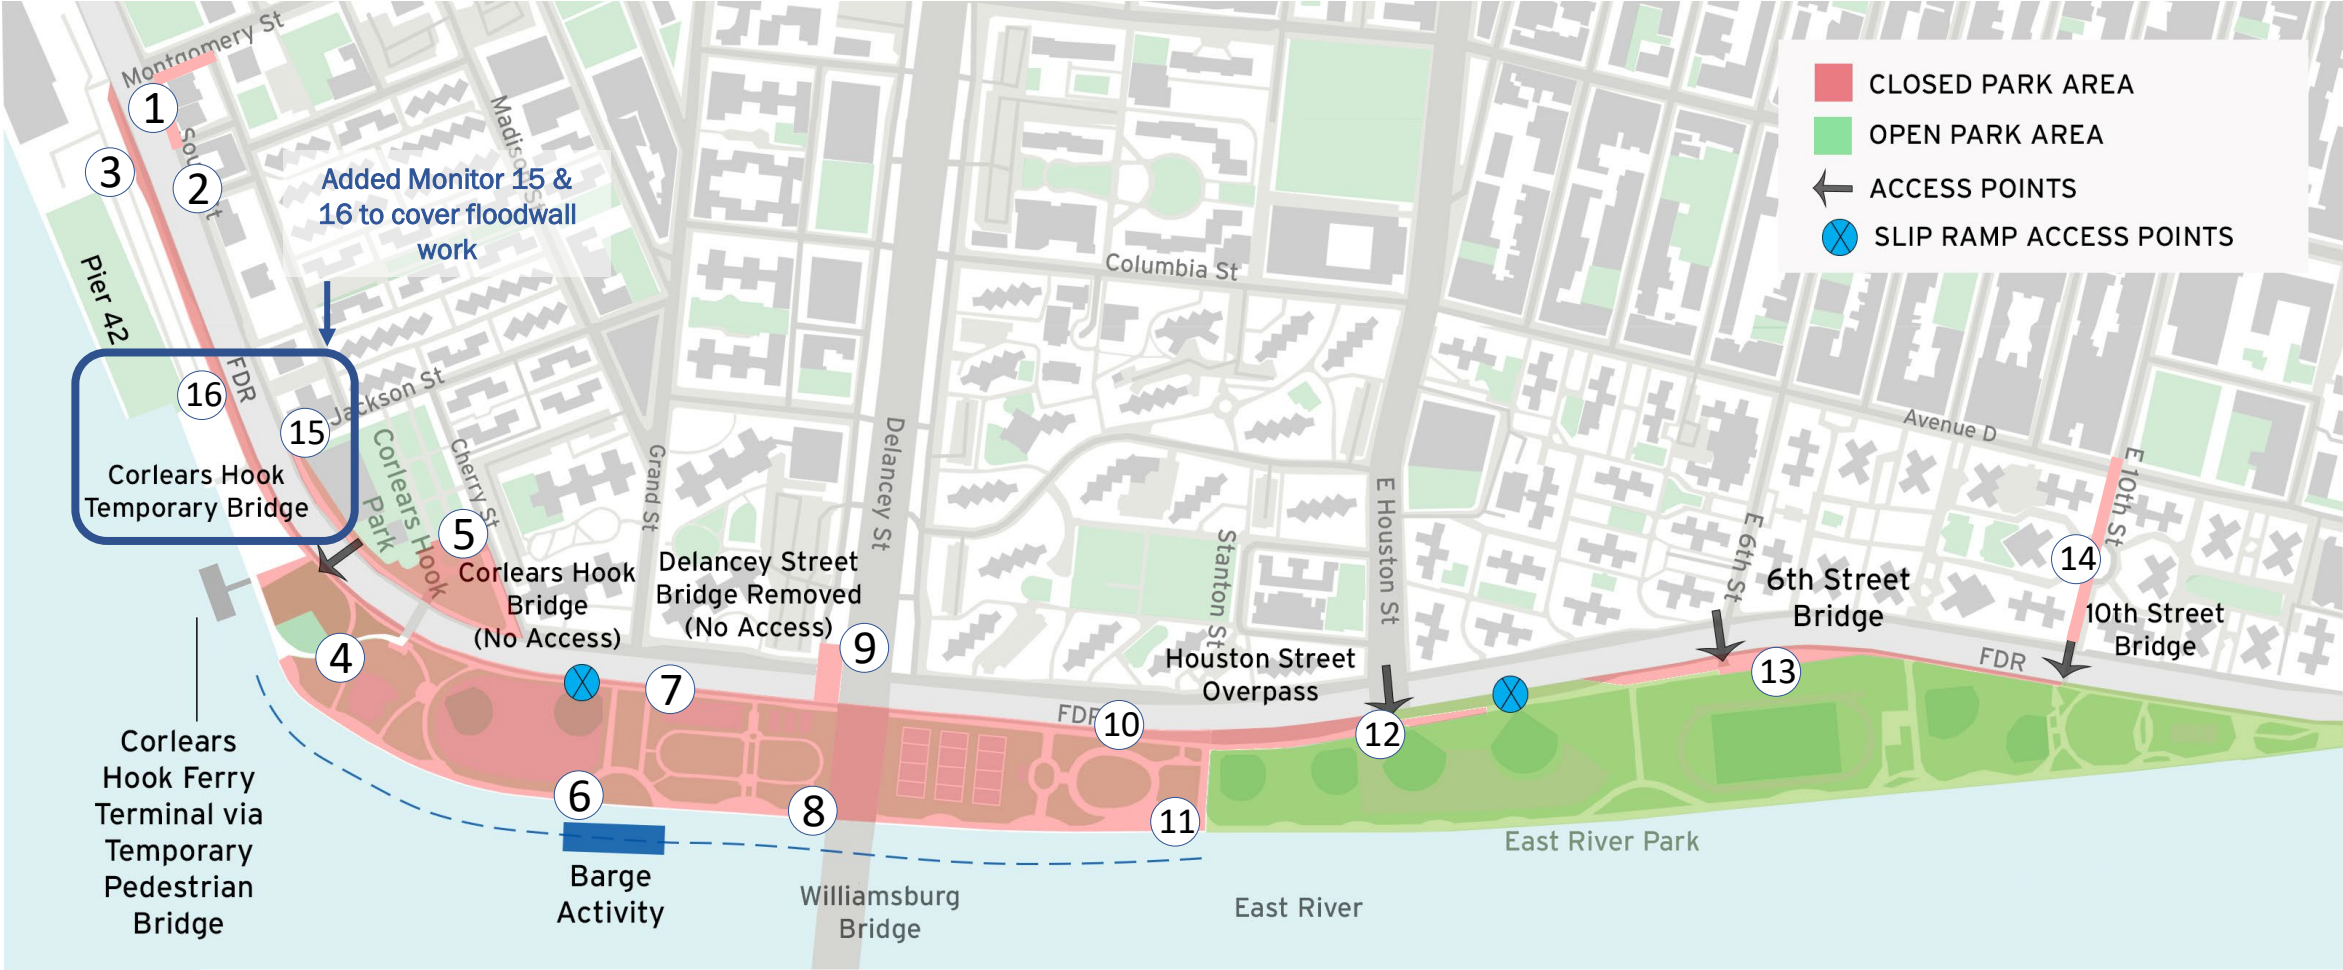 Montgomery St
1
South St
2
3
Madison St
Added Monitor 15 &
16 to cover floodwall
work
Pier 42
FDR
16
15
Jackson St
Corlears Hook
Temporary Bridge
Corlears Hook
Park
Cherry St
5
Corlears Hook
Bridge
(No Access)
4
Grand St
Delancey Street
Bridge Removed
(No Access)
Delancey St
9
7
6
8
Columbia St
Stanton St
E Houston St
Houston Street
Overpass
FDR
10
11
12
CLOSED PARK AREA
OPEN PARK AREA
ACCESS POINTS
SLIP RAMP ACCESS POINTS
Avenue D
E 6th St
6th Street
Bridge
13
E 10th St
14
10th Street
Bridge
FDR
East River Park
Corlears
Hook Ferry
Terminal via
Temporary
Pedestrian
Bridge
Barge
Activity
Williamsburg
Bridge
East River